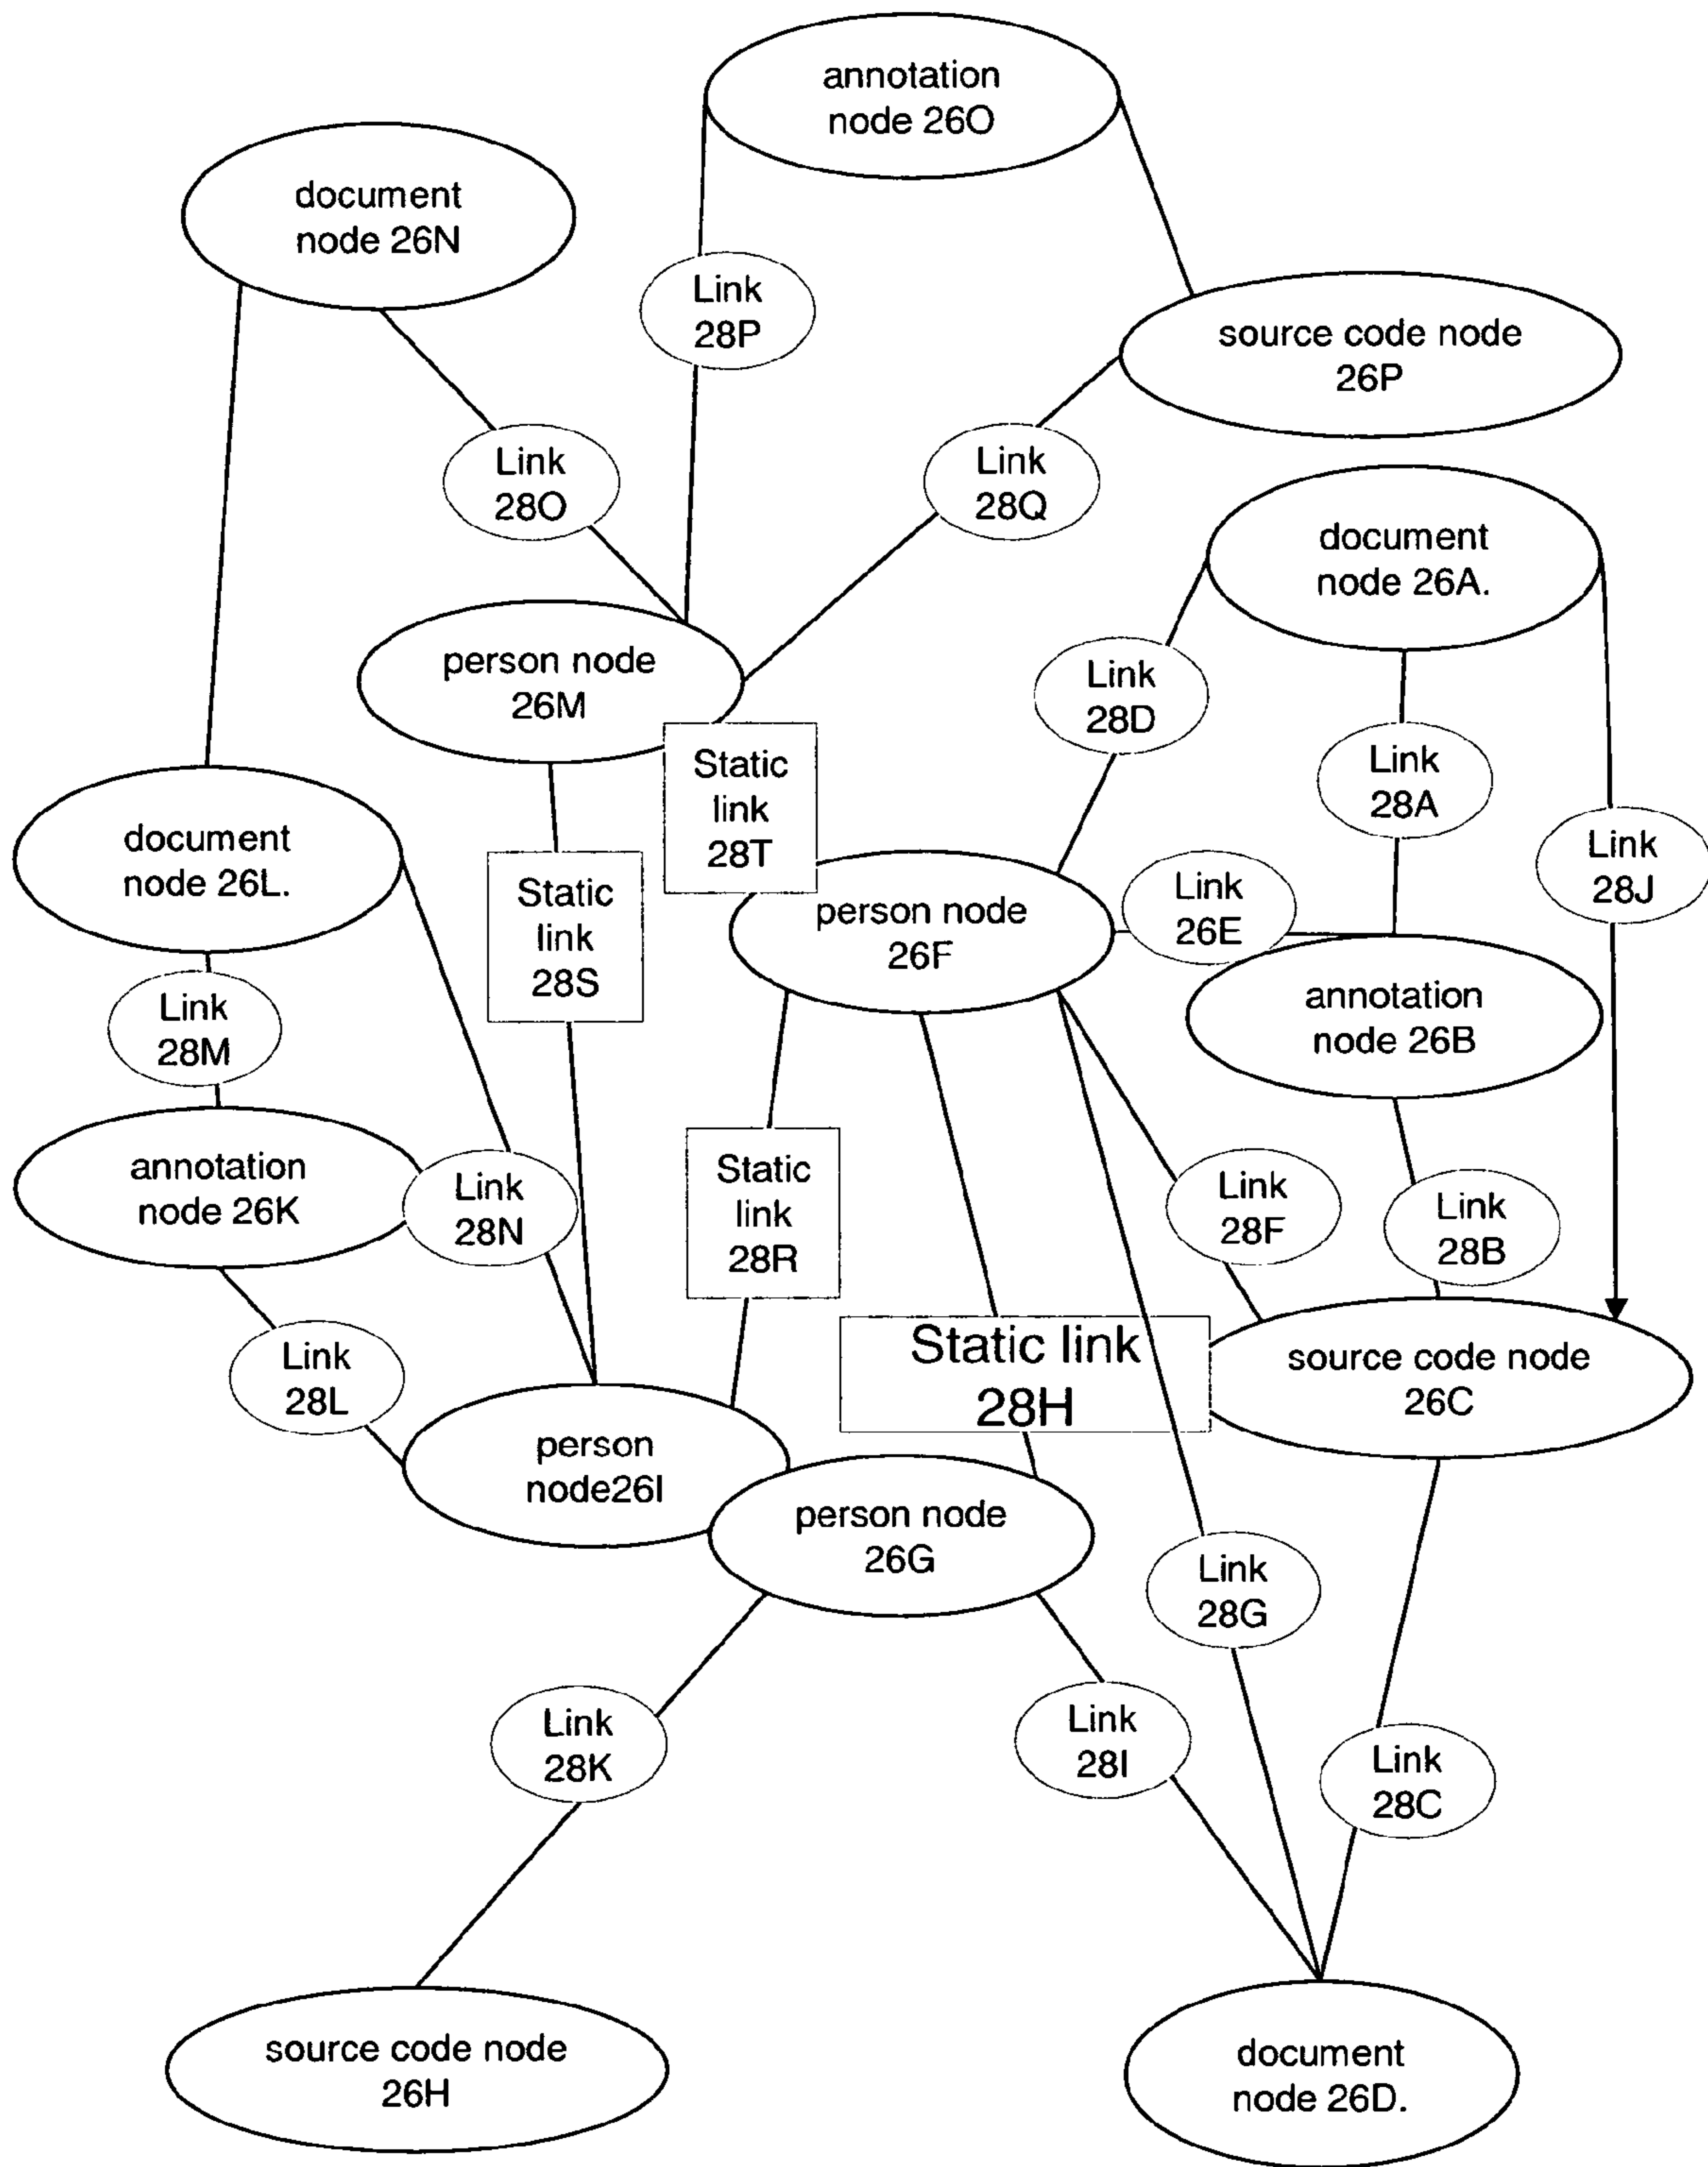 annotation
node 26O
document
node 26N
Link
28P
source code node
26P
Link
28O
Link
28Q
document
node 26A.
person node
26M
Link
28D
Static
link
28T
Link
28A
document
node 26L.
Link
28J
Static
link
28S
person node
26F
Link
26E
annotation
node 26B
Link
28M
annotation
node 26K
Link
28N
Static
link
28R
Link
28F
Link
28B
Link
28L
Static link
28H
source code node
26C
person
node26I
person node
26G
Link
28G
Link
28K
Link
28I
Link
28C
source code node
26H
document
node 26D.